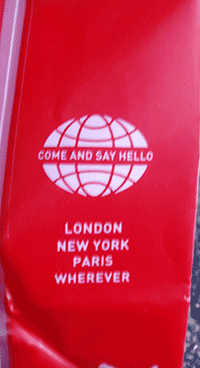 COME AND SAY HELLO
LONDON
NEW YORK
PARIS
WHEREVER